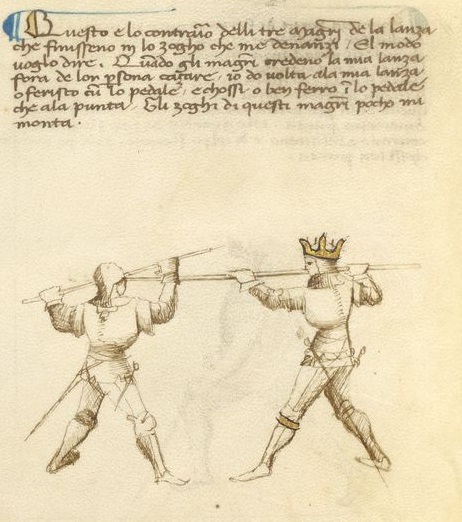 Questo e lo contrario delli tre magri de la lanza
che finisseno in lo zogho che me denanzi / El modo
voglio dire. Quado gli magri credeno la mia lanza
fora de lor psona cazare, io do volta ala mia lanza
o feristo cu lo pedale, e chossi o ben ferro i lo pedale
che ala punta. Gli zoghi di questi magri pocho mi
monta.